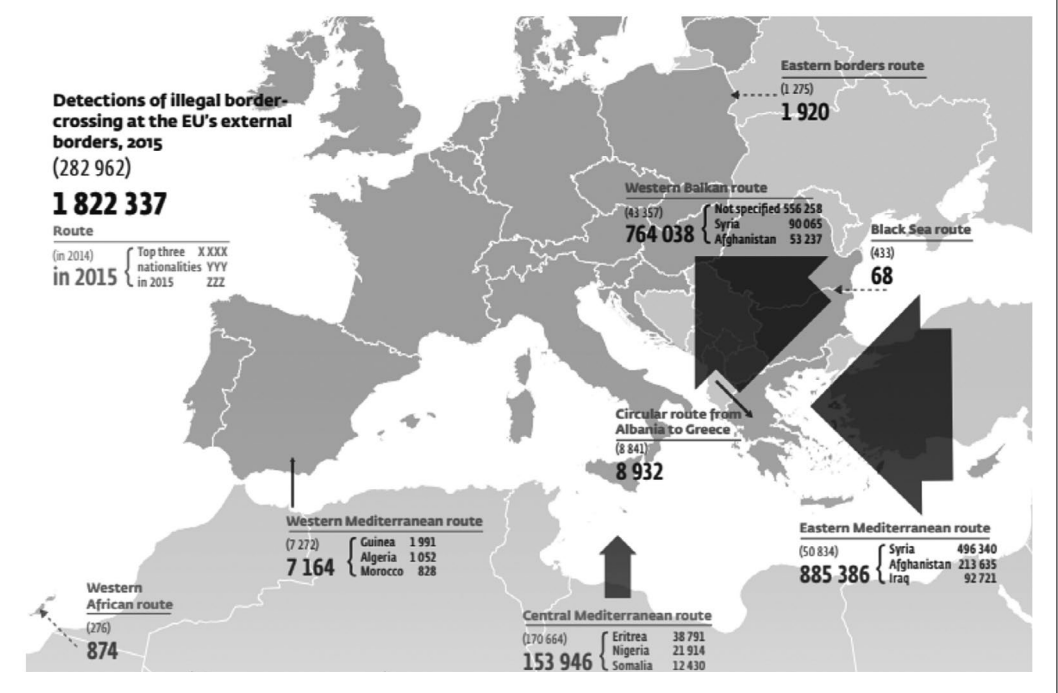 Detections of illegal border-
crossing at the EU's external
borders, 2015
(282 962)
1 822 337
Route
(in 2014)
in 2015
Top three XXXX
nationalities YYY
in 2015 ZZZ
Eastern borders route
(1 275)
1 920
Western Balkan route
(43 357)
764 038
Not specified 556 258
Syria 90 065
Afghanistan 53 237
Black Sea route
(433)
68
Circular route from
Albania to Greece
(8 841)
8 932
Western Mediterranean route
(7 272)
7 164
Guinea 1 991
Algeria 1 052
Morocco 828
Eastern Mediterranean route
(50 834)
885 386
Syria 496 340
Afghanistan 213 635
Iraq 92 721
Western
African route
(276)
874
Central Mediterranean route
(170 664)
153 946
Eritrea 38 791
Nigeria 21 914
Somalia 12 430